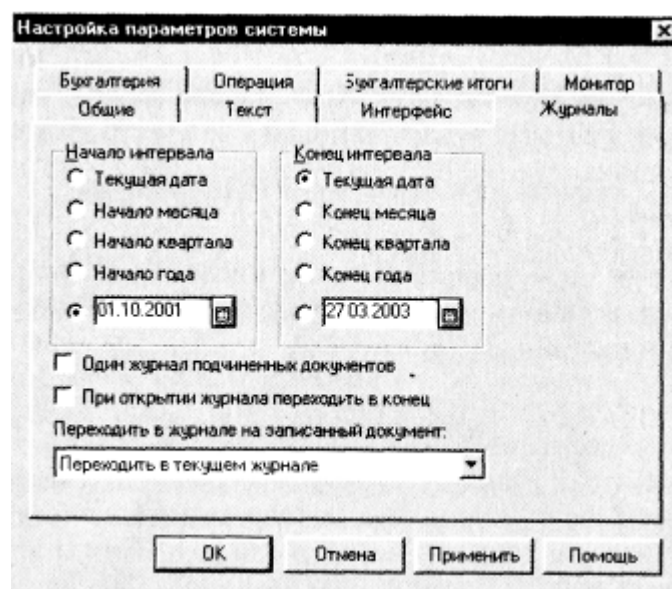 Настройка параметров системы
Бухгалтерия Операция Бухгалтерские итоги Монитор
Общие Текст Интерфейс Журналы
Начало интервала Конец интервала
Текущая дата Текущая дата
Начало месяца Конец месяца
Начало квартала Конец квартала
Начало года Конец года
01.10.2001 27.03.2003
Один журнал подчиненных документов
При открытии журнала переходить в конец
Переходить в журнале на записанный документ:
Переходить в текущем журнале
OK Отмена Применить Помощь